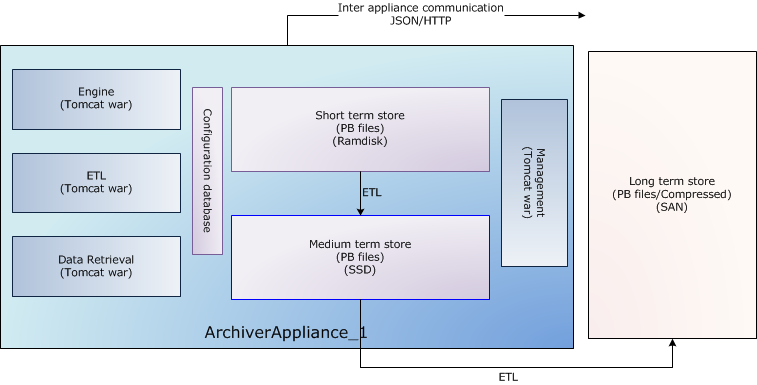 Inter appliance communication
JSON/HTTP
Engine
(Tomcat war)
ETL
(Tomcat war)
Data Retrieval
(Tomcat war)
Configuration database
Short term store
(PB files)
(Ramdisk)
ETL
Medium term store
(PB files)
(SSD)
Management
(Tomcat war)
Long term store
(PB files/Compressed)
(SAN)
ArchiverAppliance_1
ETL